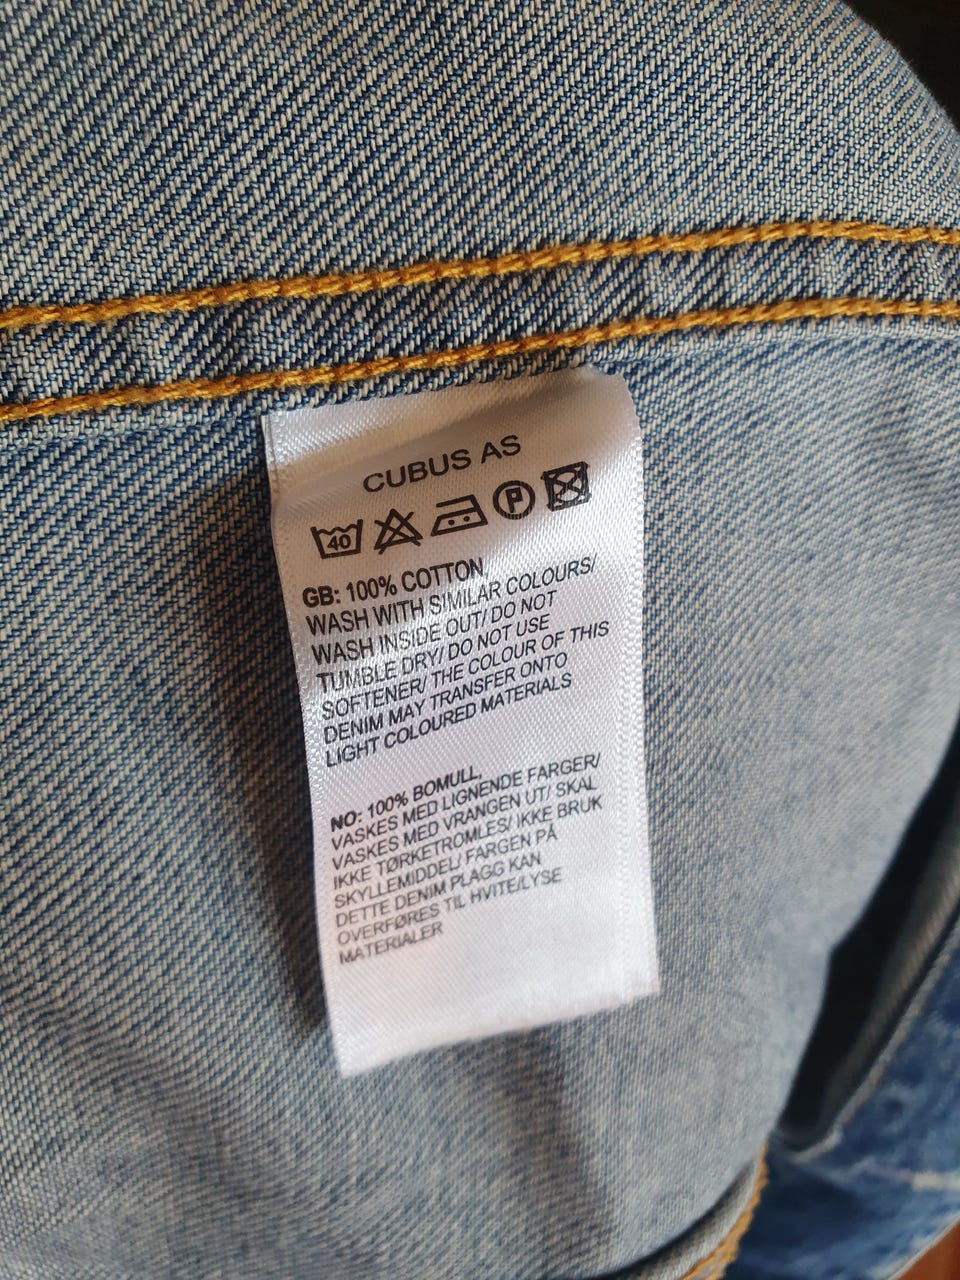 CUBUS AS
40 P
GB: 100% COTTON,
WASH WITH SIMILAR COLOURS/
WASH INSIDE OUT/ DO NOT
TUMBLE DRY/ DO NOT USE
SOFTENER/ THE COLOUR OF THIS
DENIM MAY TRANSFER ONTO
LIGHT COLOURED MATERIALS
NO: 100% BOMULL,
VASKES MED LIGNENDE FARGER/
VASKES MED VRANGEN UT/ SKAL
IKKE TØRKETROMLES/ IKKE BRUK
SKYLLEMIDDEL/ FARGEN PÅ
DETTE DENIM PLAGG KAN
OVERFØRES TIL HVITE/LYSE
MATERIALER